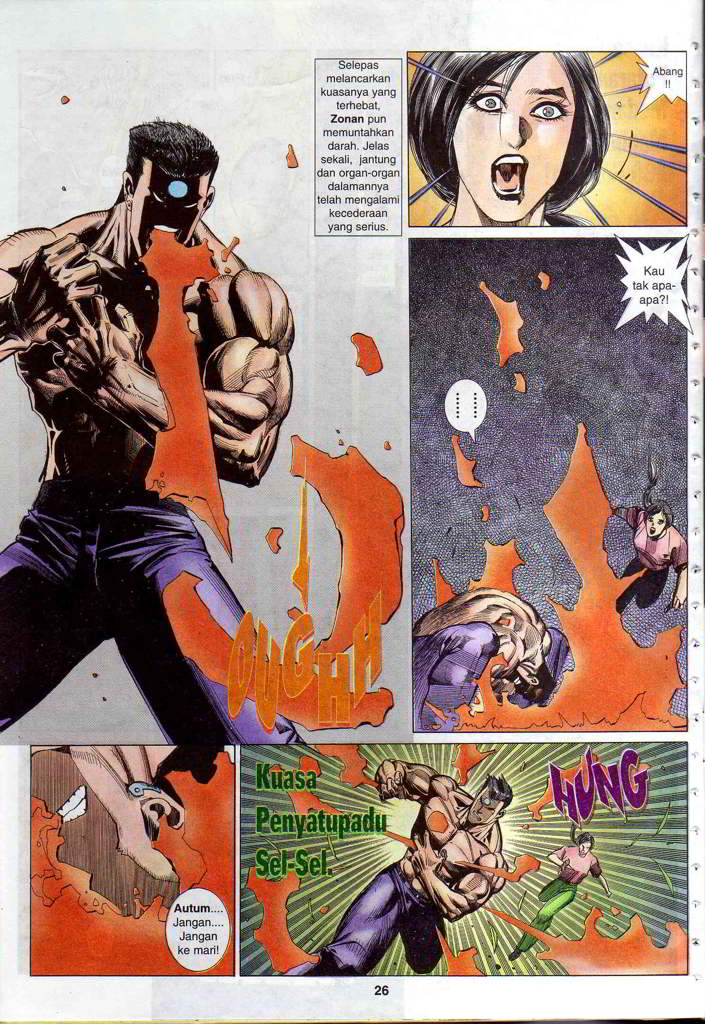 Selepas
melancarkan
kuasanya yang
terhebat,
Zonan pun
memuntahkan
darah. Jelas
sekali, jantung
dan organ-organ
dalamannya
telah mengalami
kecederaan
yang serius.
Abang
!!
Kau
tak apa-
apa?!
OUGHHH
Autum....
Jangan....
Jangan
ke mari!
Kuasa
Penyatupadu
Sel-Sel.
HUNG
26